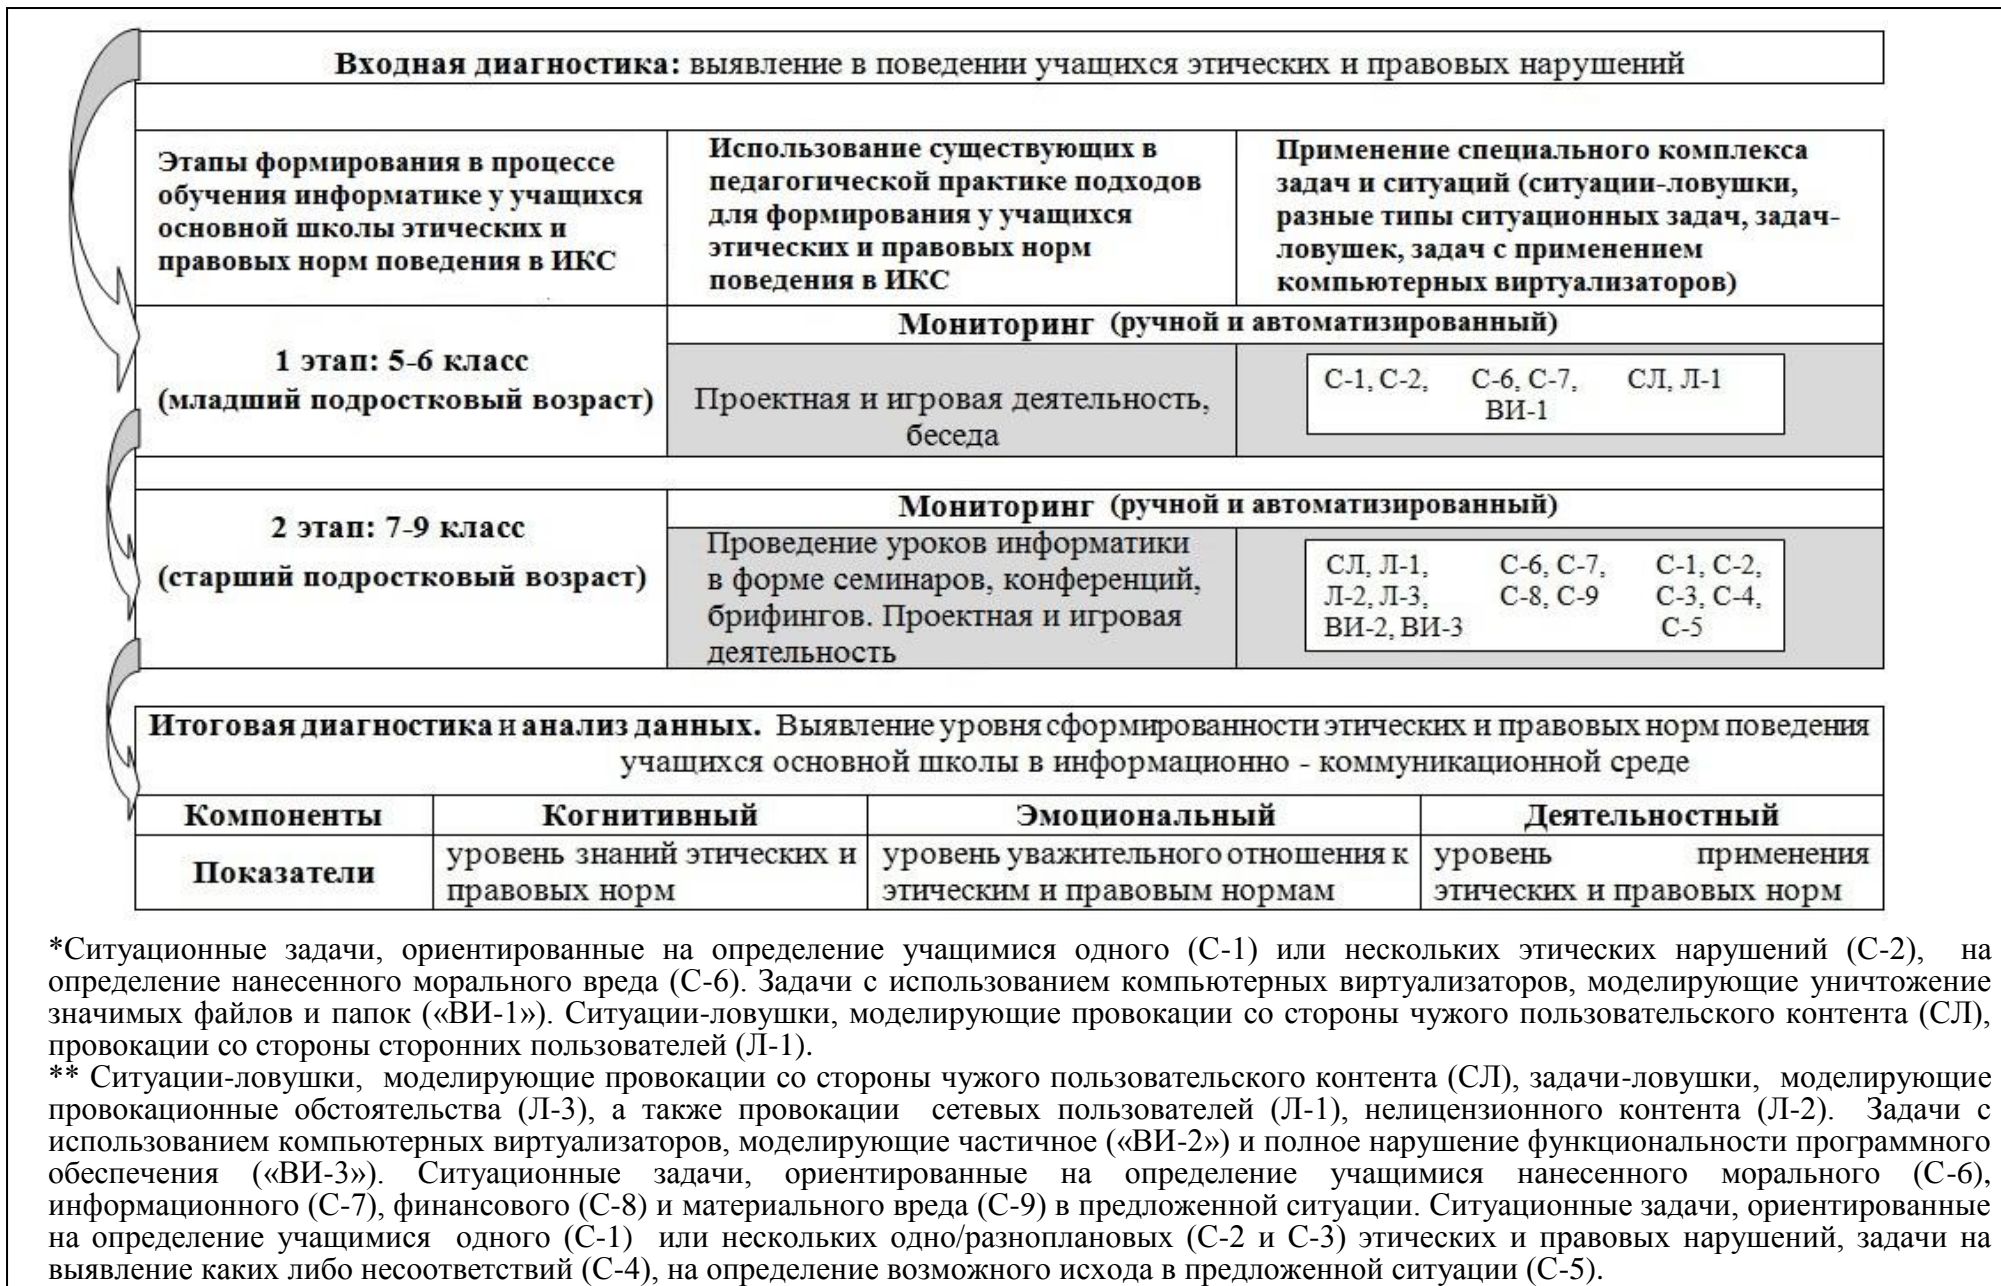 Входная диагностика: выявление в поведении учащихся этических и правовых нарушений
Этапы формирования в процессе
обучения информатике у учащихся
основной школы этических и
правовых норм поведения в ИКС
Использование существующих в
педагогической практике подходов
для формирования у учащихся
этических и правовых норм
поведения в ИКС
Применение специального комплекса
задач и ситуаций (ситуации-ловушки,
разные типы ситуационных задач, задач-
ловушек, задач с применением
компьютерных виртуализаторов)
1 этап: 5-6 класс
(младший подростковый возраст)
Мониторинг (ручной и автоматизированный)
Проектная и игровая деятельность,
беседа
С-1, С-2, С-6, С-7, СЛ, Л-1
ВИ-1
2 этап: 7-9 класс
(старший подростковый возраст)
Мониторинг (ручной и автоматизированный)
Проведение уроков информатики
в форме семинаров, конференций,
брифингов. Проектная и игровая
деятельность
СЛ, Л-1, С-6, С-7, С-1, С-2,
Л-2, Л-3, С-8, С-9 С-3, С-4,
ВИ-2, ВИ-3 С-5
Итоговая диагностика и анализ данных. Выявление уровня сформированности этических и правовых норм поведения
учащихся основной школы в информационно - коммуникационной среде
Компоненты Когнитивный Эмоциональный Деятельностный
Показатели
уровень знаний этических и
правовых норм
уровень уважительного отношения к
этическим и правовым нормам
уровень применения
этических и правовых норм
*Ситуационные задачи, ориентированные на определение учащимися одного (С-1) или нескольких этических нарушений (С-2), на
определение нанесенного морального вреда (С-6). Задачи с использованием компьютерных виртуализаторов, моделирующие уничтожение
значимых файлов и папок («ВИ-1»). Ситуации-ловушки, моделирующие провокации со стороны чужого пользовательского контента (СЛ),
провокации со стороны сторонних пользователей (Л-1).
** Ситуации-ловушки, моделирующие провокации со стороны чужого пользовательского контента (СЛ), задачи-ловушки, моделирующие
провокационные обстоятельства (Л-3), а также провокации сетевых пользователей (Л-1), нелицензионного контента (Л-2). Задачи с
использованием компьютерных виртуализаторов, моделирующие частичное («ВИ-2») и полное нарушение функциональности программного
обеспечения («ВИ-3»). Ситуационные задачи, ориентированные на определение учащимися нанесенного морального (С-6),
информационного (С-7), финансового (С-8) и материального вреда (С-9) в предложенной ситуации. Ситуационные задачи, ориентированные
на определение учащимися одного (С-1) или нескольких одно/разноплановых (С-2 и С-3) этических и правовых нарушений, задачи на
выявление каких либо несоответствий (С-4), на определение возможного исхода в предложенной ситуации (С-5).